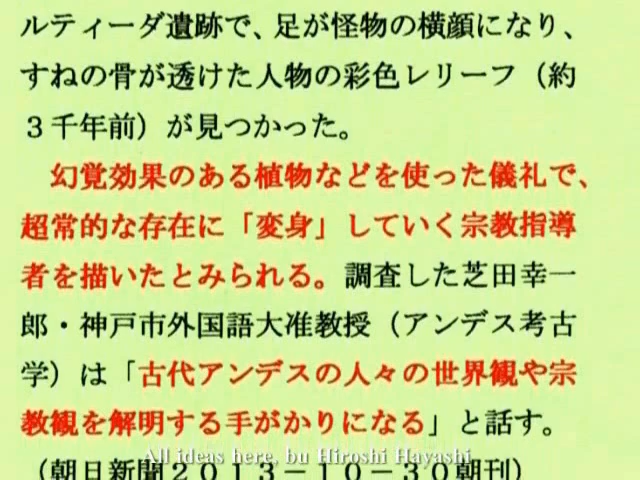 ルティーダ遺跡で、足が怪物の横顔になり、
すねの骨が透けた人物の彩色レリーフ（約
３千年前）が見つかった。
幻覚効果のある植物などを使った儀礼で、
超常的な存在に「変身」していく宗教指導
者を描いたとみられる。調査した芝田幸一
郎・神戸市外国語大准教授（アンデス考古
学）は「古代アンデスの人々の世界観や宗
教観を解明する手がかりになる」と話す。
All ideas here, bu Hiroshi Hayashi
（朝日新聞２０１３－１０－３０朝刊）